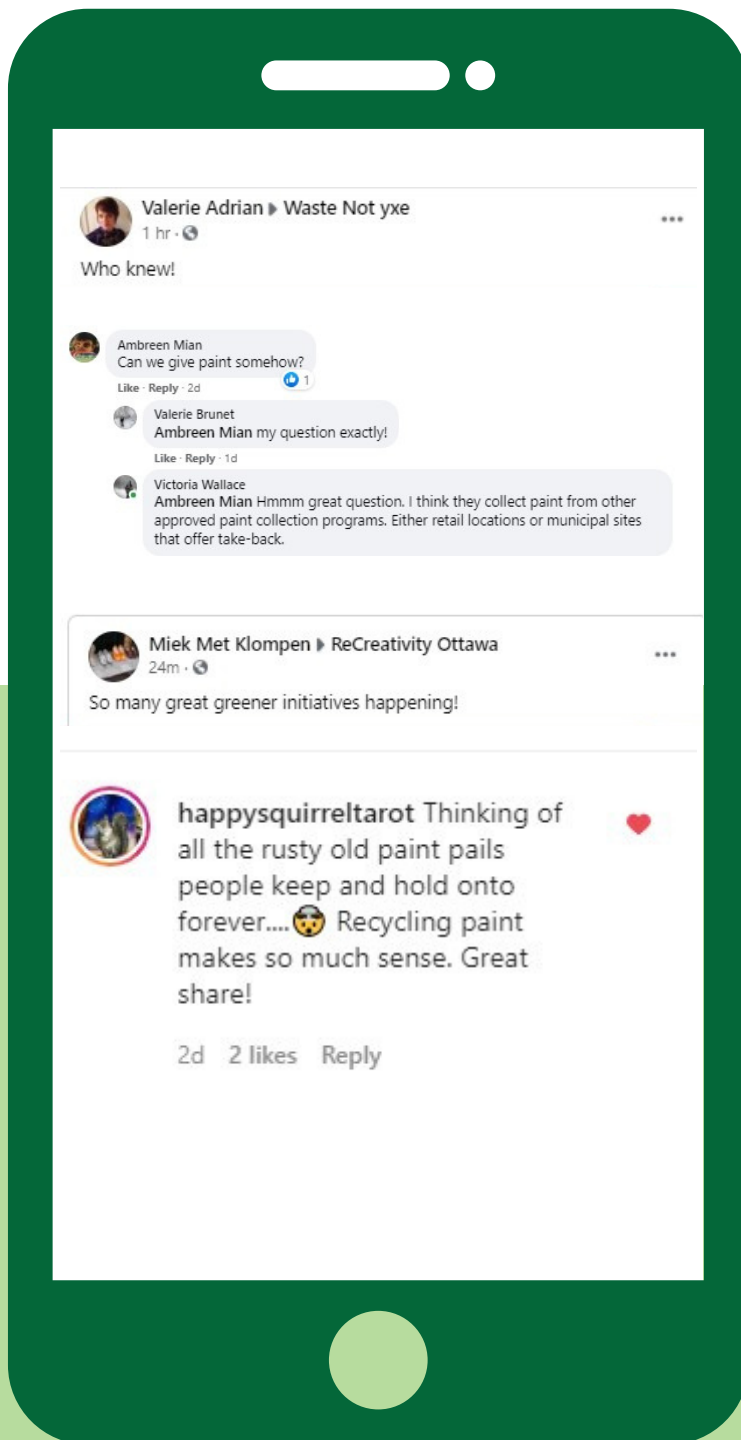 Valerie Adrian ▸ Waste Not yxe
1 hr ·
Who knew!
Ambreen Mian
Can we give paint somehow?
Like · Reply · 2d
1
Valerie Brunet
Ambreen Mian my question exactly!
Like · Reply · 1d
Victoria Wallace
Ambreen Mian Hmmm great question. I think they collect paint from other
approved paint collection programs. Either retail locations or municipal sites
that offer take-back.
Miek Met Klompen ▸ ReCreativity Ottawa
24m ·
So many great greener initiatives happening!
happysquirreltarot Thinking of
all the rusty old paint pails
people keep and hold onto
forever....🤯 Recycling paint
makes so much sense. Great
share!
2d 2 likes Reply